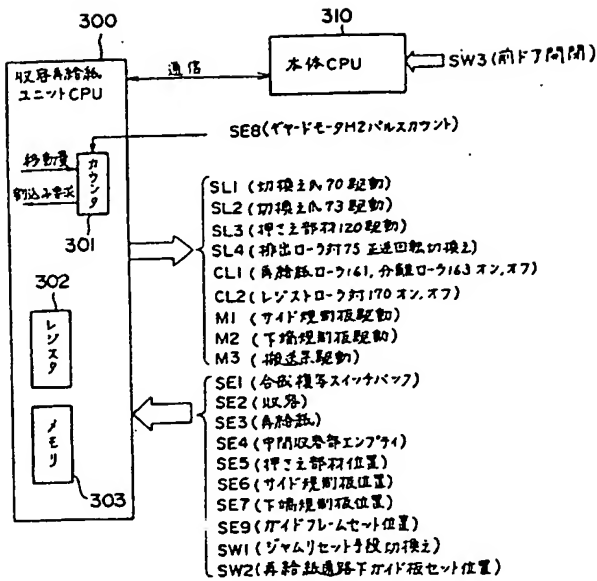 300
310
収容再給紙
ユニットCPU
通信
本体CPU
SW3(前ドア開閉)
SE8(ギヤードモータM2パルスカウント)
移動量
割込み要求
カウンタ
301
SL1(切換え爪70駆動)
SL2(切換え爪73駆動)
SL3(押さえ部材120駆動)
SL4(排出ローラ対75正逆回転切換え)
CL1(再給紙ローラ161,分離ローラ163オン,オフ)
CL2(レジストローラ対170オン,オフ)
M1(サイド規制板駆動)
M2(下端規制板駆動)
M3(搬送系駆動)
302
レジスタ
SE1(合成複写スイッチバック)
SE2(収容)
SE3(再給紙)
SE4(中間収容部エンプティ)
SE5(押さえ部材位置)
SE6(サイド規制板位置)
SE7(下端規制板位置)
SE9(ガイドフレームセット位置)
SW1(ジャムリセット手段切換え)
SW2(再給紙通路下ガイド板セット位置)
メモリ
303